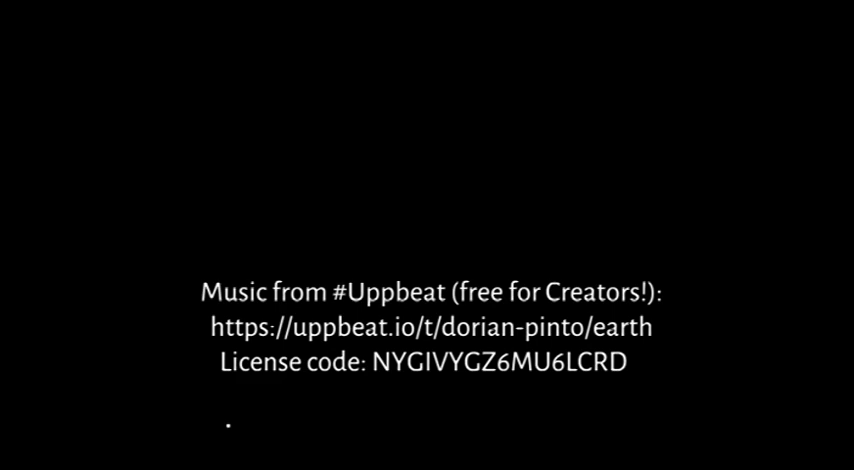 Music from #Uppbeat (free for Creators!):
https://uppbeat.io/t/dorian-pinto/earth
License code: NYGIVYGZ6MU6LCRD
.